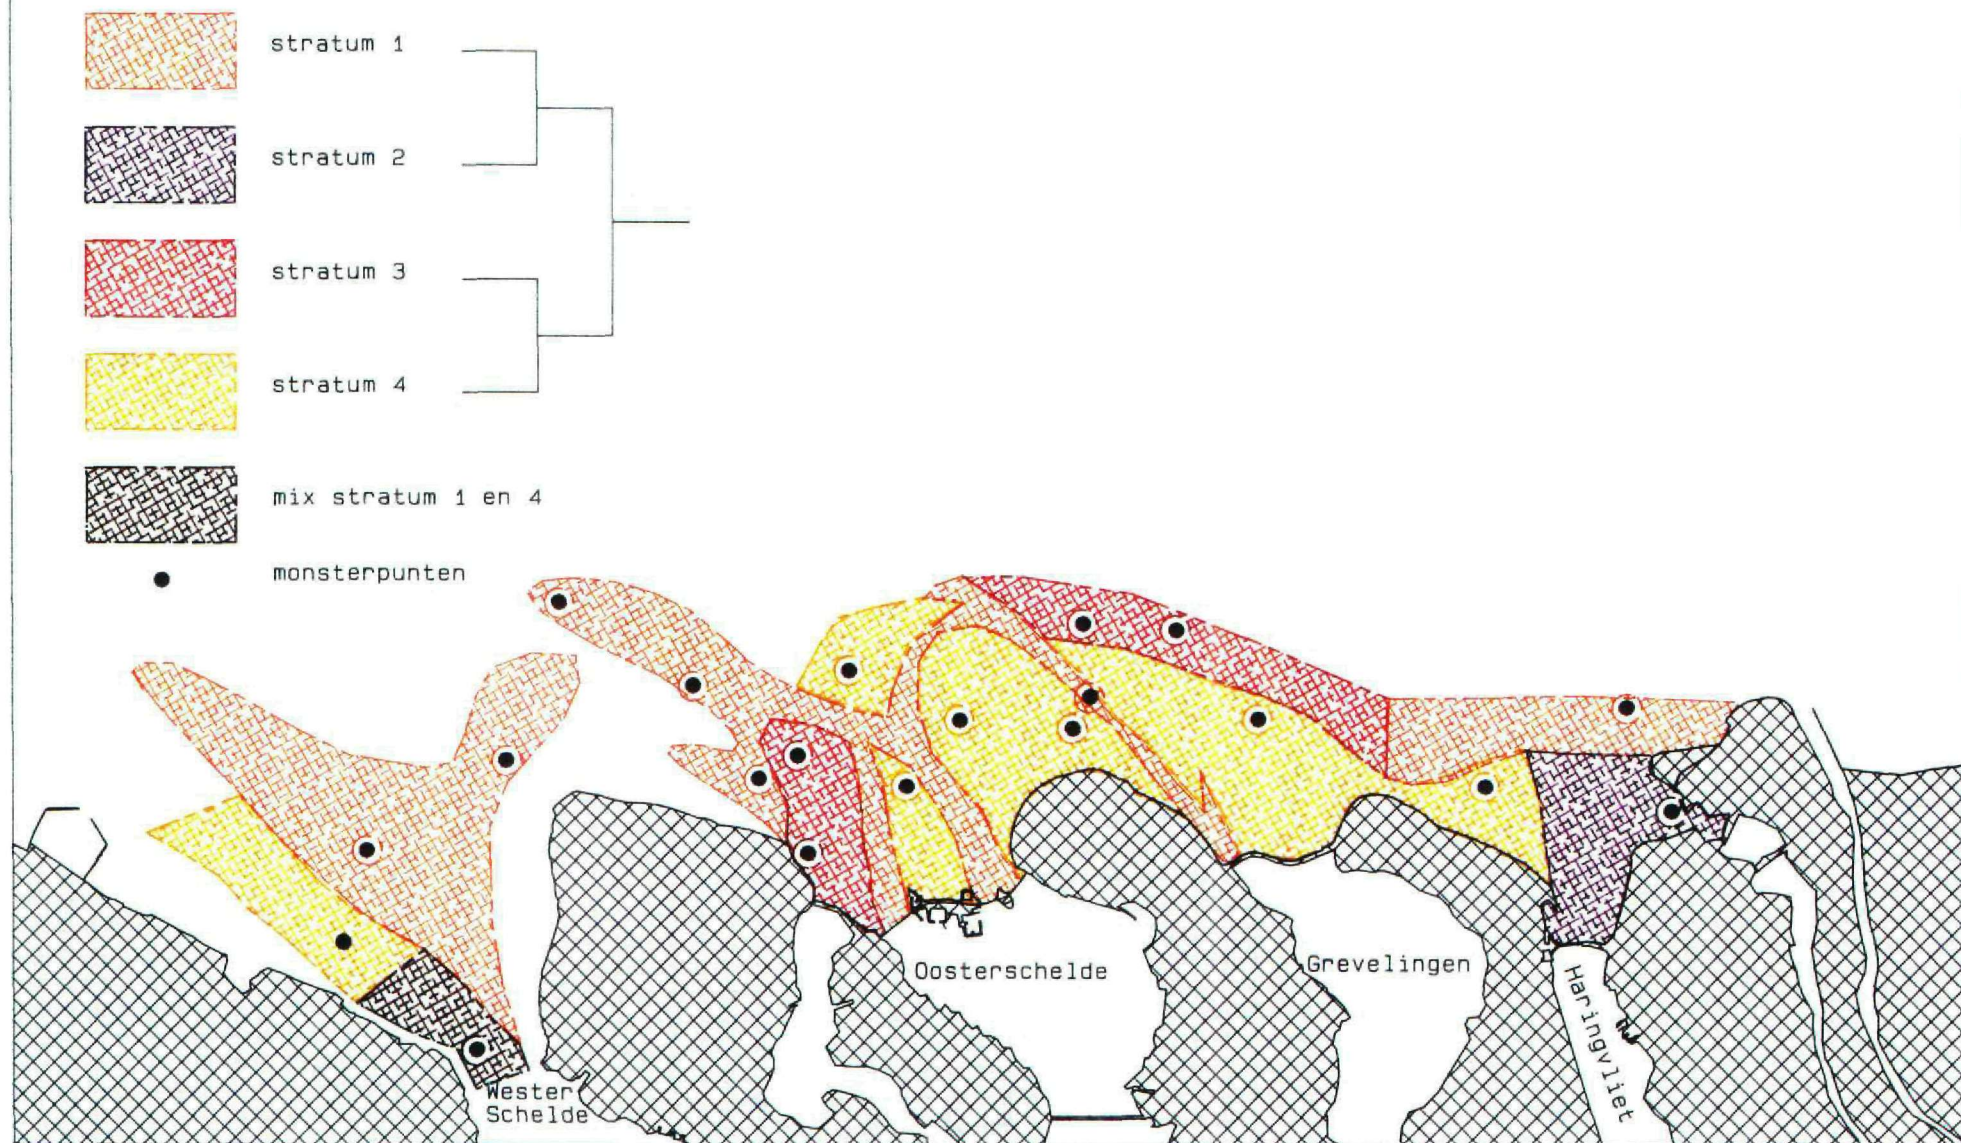 stratum 1
stratum 2
stratum 3
stratum 4
mix stratum 1 en 4
monsterpunten
Oosterschelde
Grevelingen
Haringvliet
Wester
Schelde